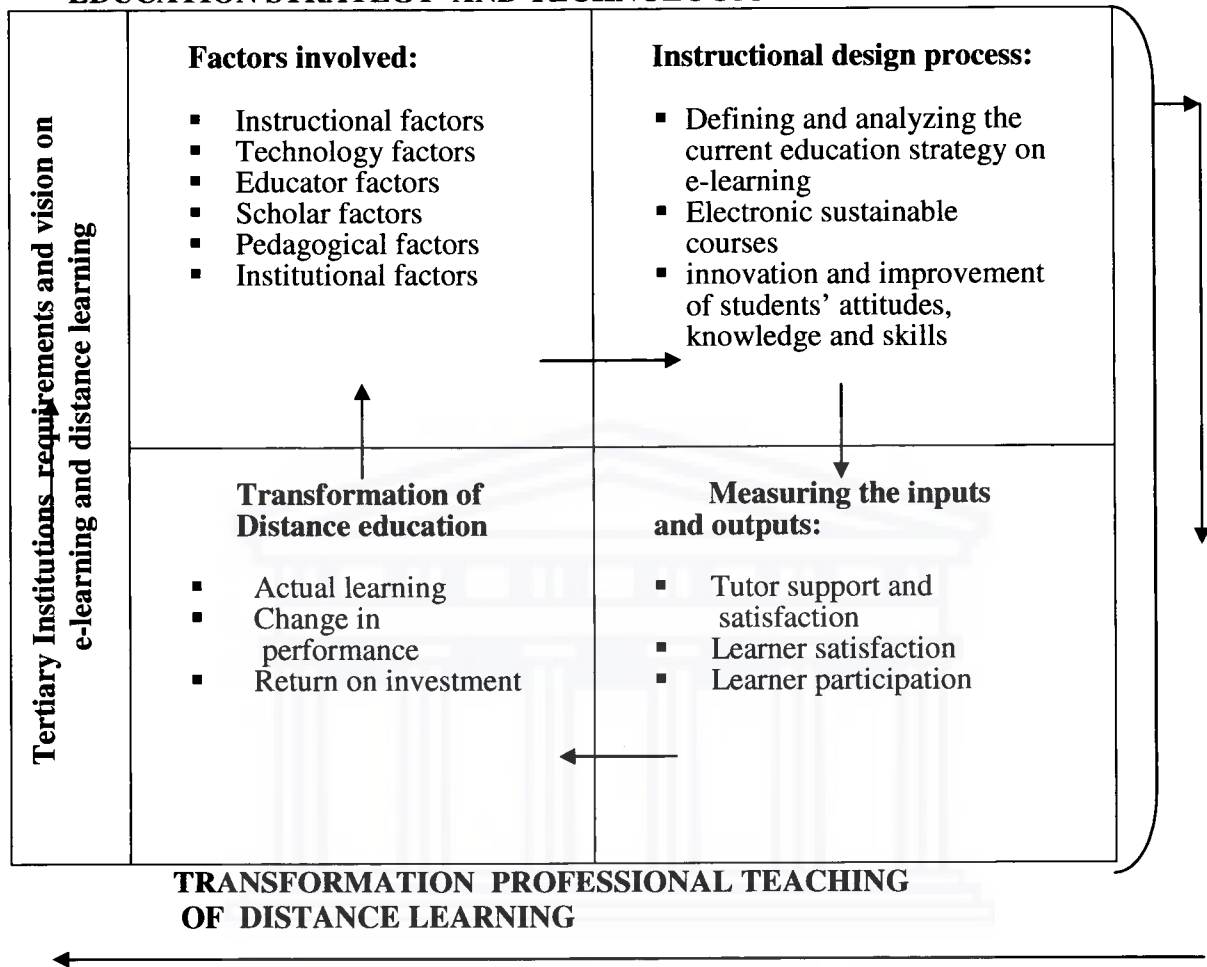 EDUCATION STRATEGY AND TECHNOLOGY
Tertiary Institutions requirements and vision on
e-learning and distance learning
Factors involved:
▪ Instructional factors
▪ Technology factors
▪ Educator factors
▪ Scholar factors
▪ Pedagogical factors
▪ Institutional factors
Instructional design process:
▪ Defining and analyzing the
current education strategy on
e-learning
▪ Electronic sustainable
courses
▪ innovation and improvement
of students’ attitudes,
knowledge and skills
Transformation of
Distance education
▪ Actual learning
▪ Change in
performance
▪ Return on investment
Measuring the inputs
and outputs:
▪ Tutor support and
satisfaction
▪ Learner satisfaction
▪ Learner participation
TRANSFORMATION PROFESSIONAL TEACHING
OF DISTANCE LEARNING